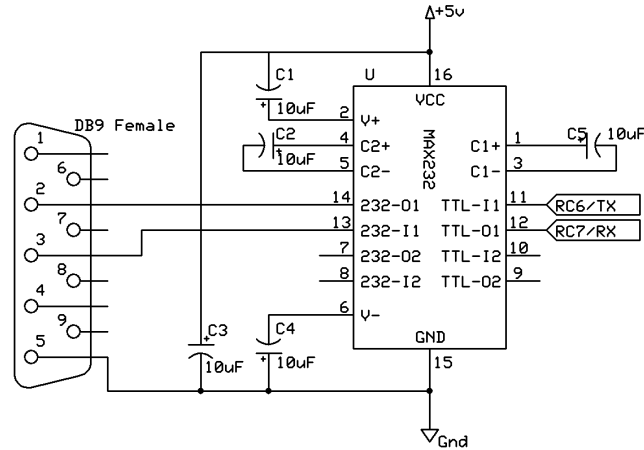 +5v
C1
10uF
U
16
VCC
DB9 Female
2
V+
C2
10uF
4
C2+
MAX232
C1+
1
C5
10uF
5
C2-
C1-
3
1
6
2
14
232-O1
TTL-I1
11
RC6/TX
7
13
232-I1
TTL-O1
12
RC7/RX
3
7
232-O2
TTL-I2
10
8
8
232-I2
TTL-O2
9
4
6
V-
9
C3
10uF
C4
10uF
GND
5
15
Gnd